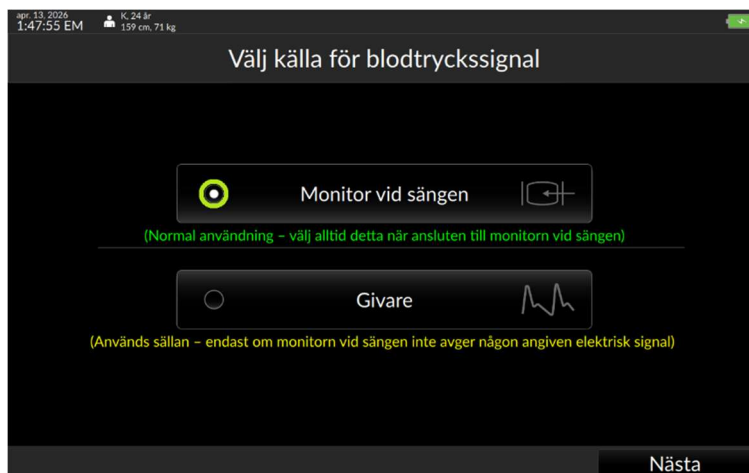 apr. 13, 2026
1:47:55 EM
K, 24 år
159 cm, 71 kg
Välj källa för blodtryckssignal
Monitor vid sängen
(Normal användning – välj alltid detta när ansluten till monitorn vid sängen)
Givare
(Används sällan – endast om monitorn vid sängen inte avger någon angiven elektrisk signal)
Nästa